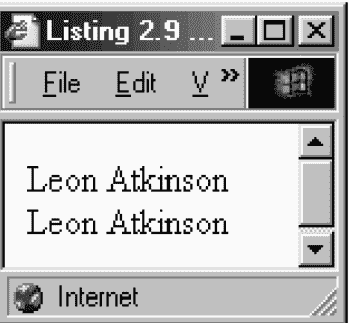 Listing 2.9 ...
File Edit V »
Leon Atkinson
Leon Atkinson
Internet